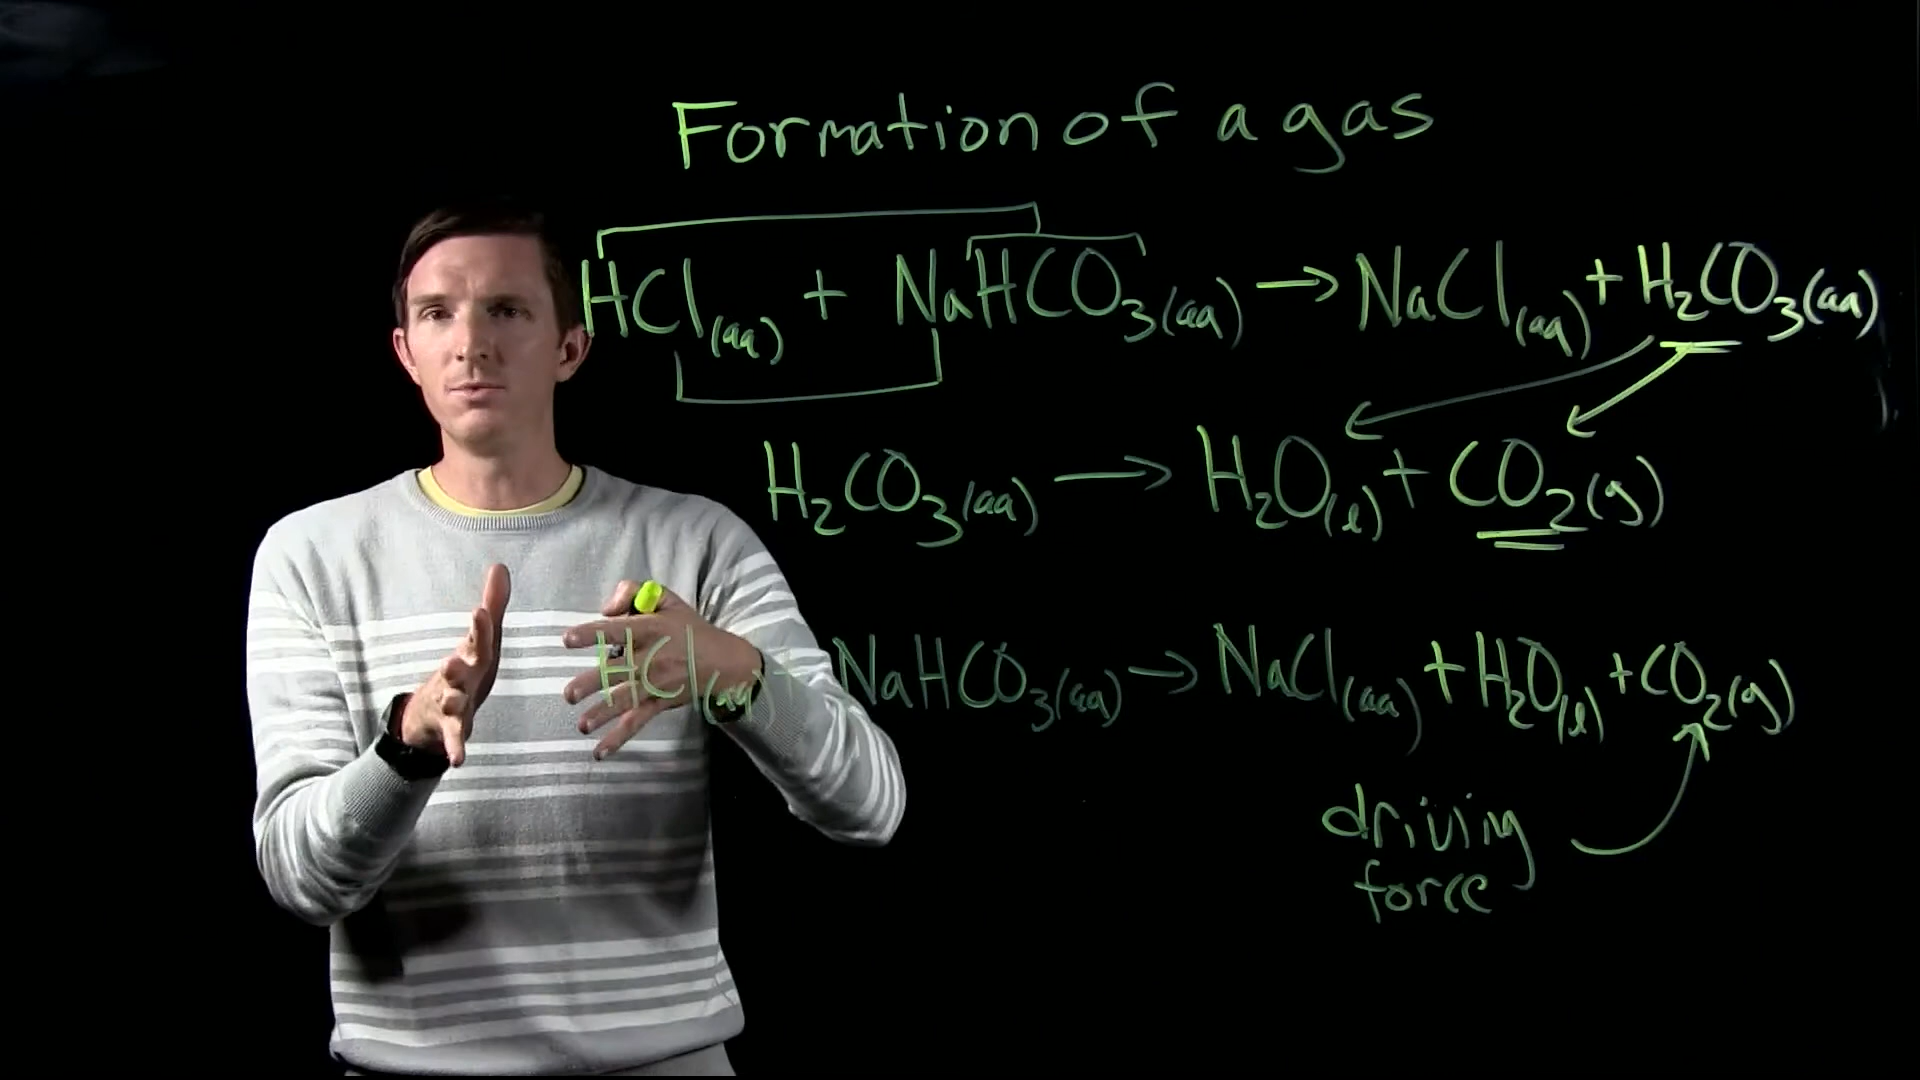 Formation of a gas
HCl(aq) + NaHCO₃(aq) → NaCl(aq) + H₂CO₃(aq)
H₂CO₃(aq) → H₂O(l) + CO₂(g)
HCl(aq) + NaHCO₃(aq) → NaCl(aq) + H₂O(l) + CO₂(g)
driving
force